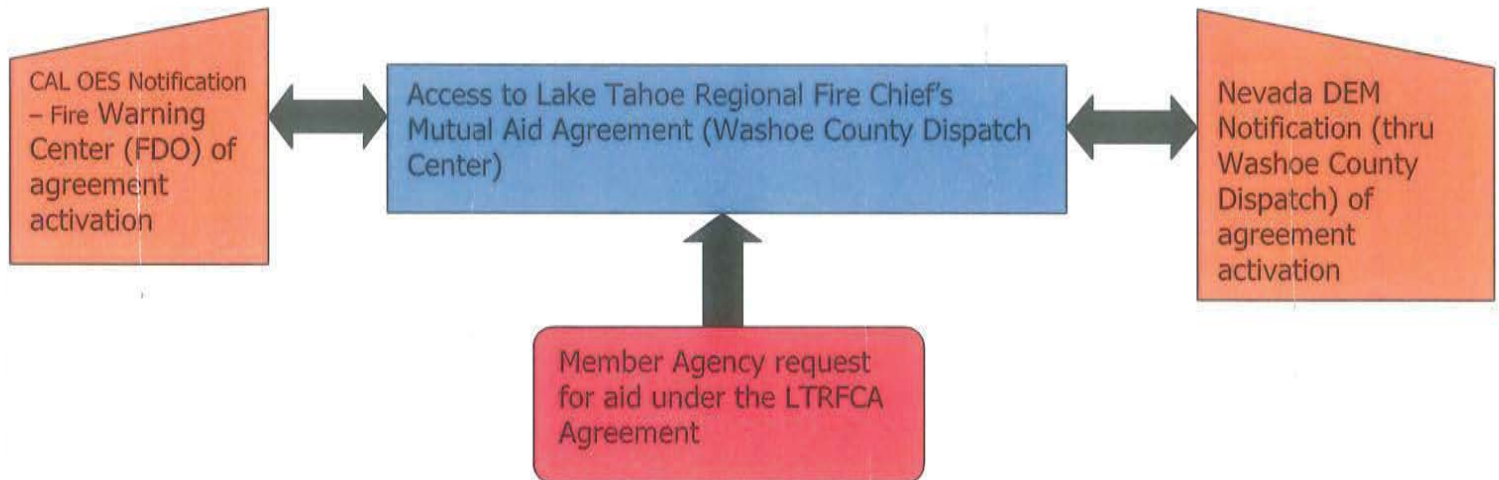 CAL OES Notification
– Fire Warning
Center (FDO) of
agreement
activation
Access to Lake Tahoe Regional Fire Chief's
Mutual Aid Agreement (Washoe County Dispatch
Center)
Nevada DEM
Notification (thru
Washoe County
Dispatch) of
agreement
activation
Member Agency request
for aid under the LTRFCA
Agreement